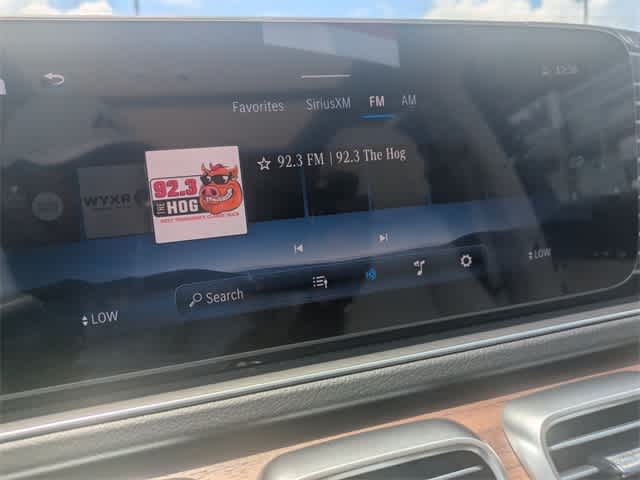 Favorites SiriusXM FM AM
92.3 FM | 92.3 The Hog
WYXR
92.3
THE HOG
Search
LOW
LOW